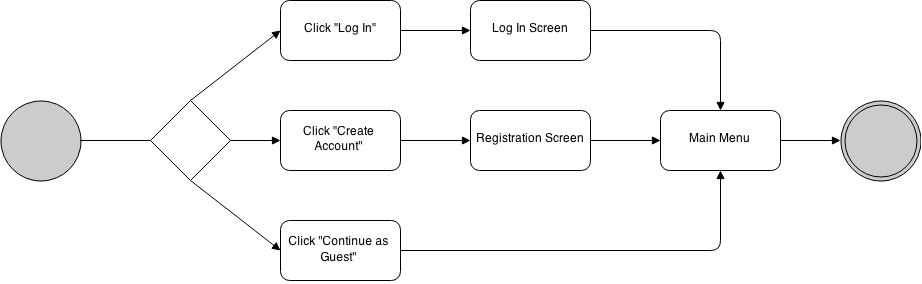 Click "Log In"
Log In Screen
Click "Create
Account"
Registration Screen
Main Menu
Click "Continue as
Guest"